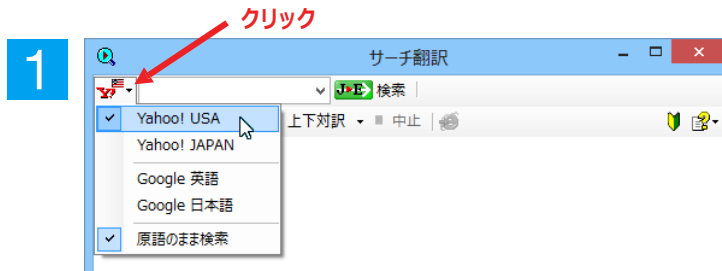 クリック
1
サーチ翻訳
J▸E 検索
Yahoo! USA
上下対訳 中止
Yahoo! JAPAN
Google 英語
Google 日本語
原語のまま検索